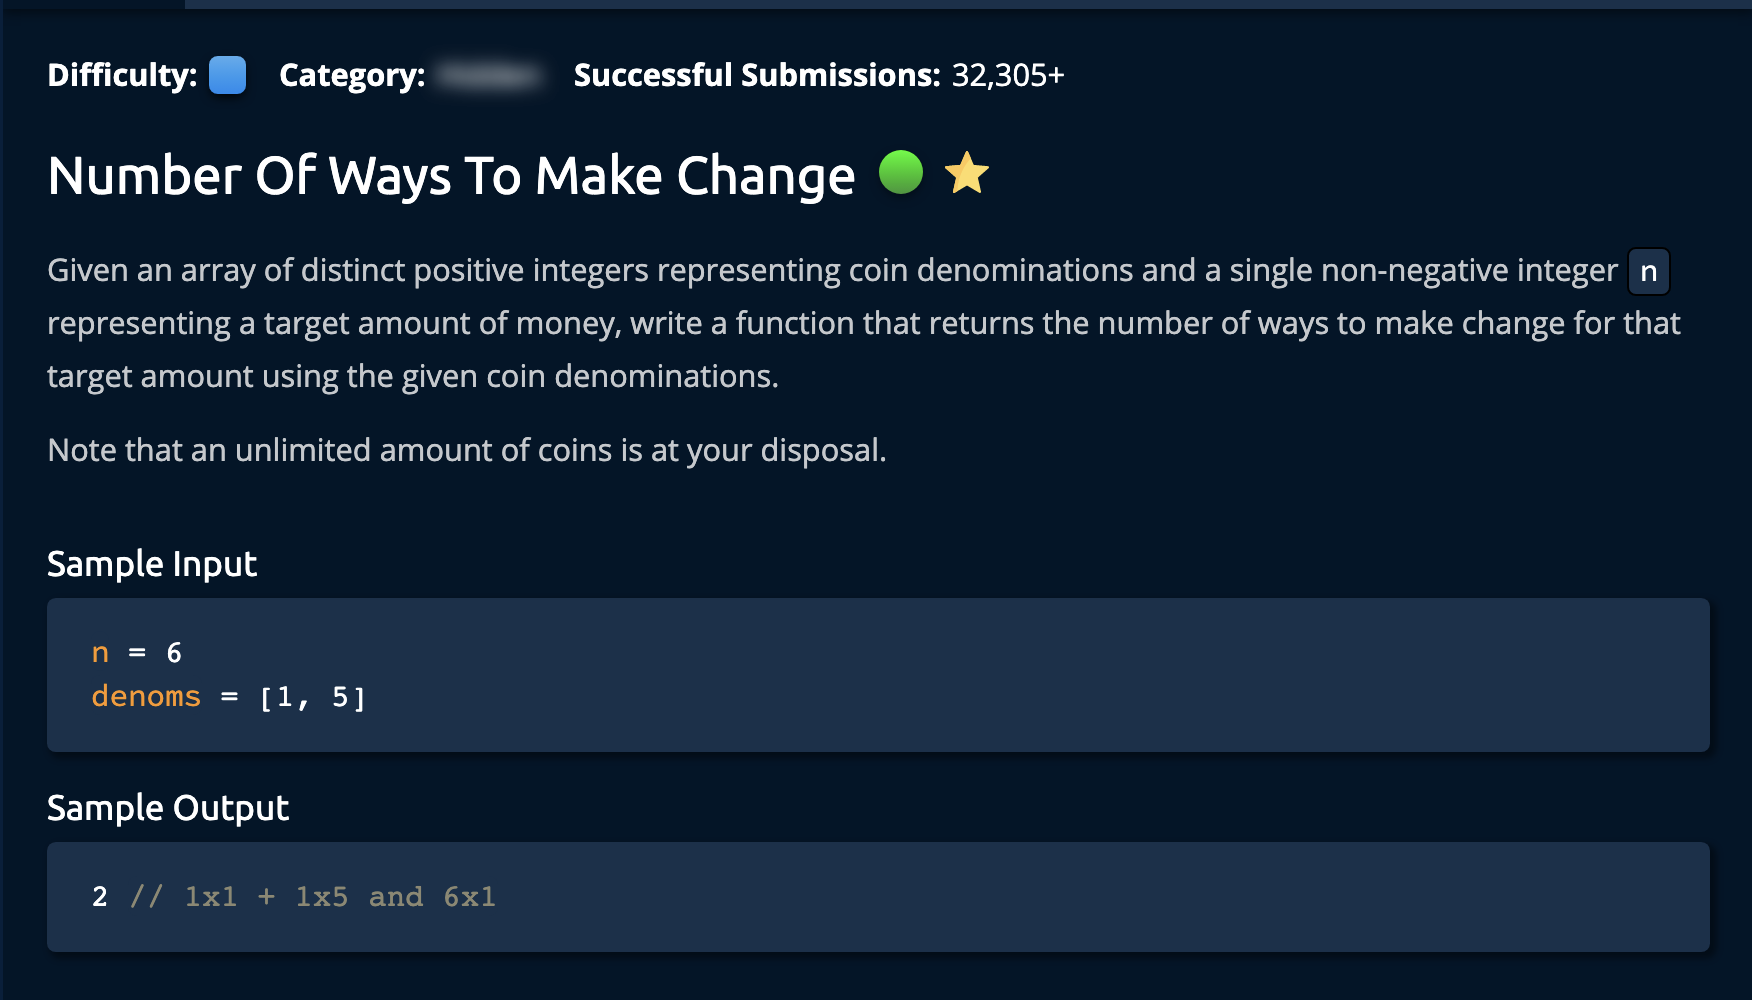 Difficulty: Category: Successful Submissions: 32,305+
Number Of Ways To Make Change
Given an array of distinct positive integers representing coin denominations and a single non-negative integer n
representing a target amount of money, write a function that returns the number of ways to make change for that
target amount using the given coin denominations.
Note that an unlimited amount of coins is at your disposal.
Sample Input
n = 6
denoms = [1, 5]
Sample Output
2 // 1x1 + 1x5 and 6x1